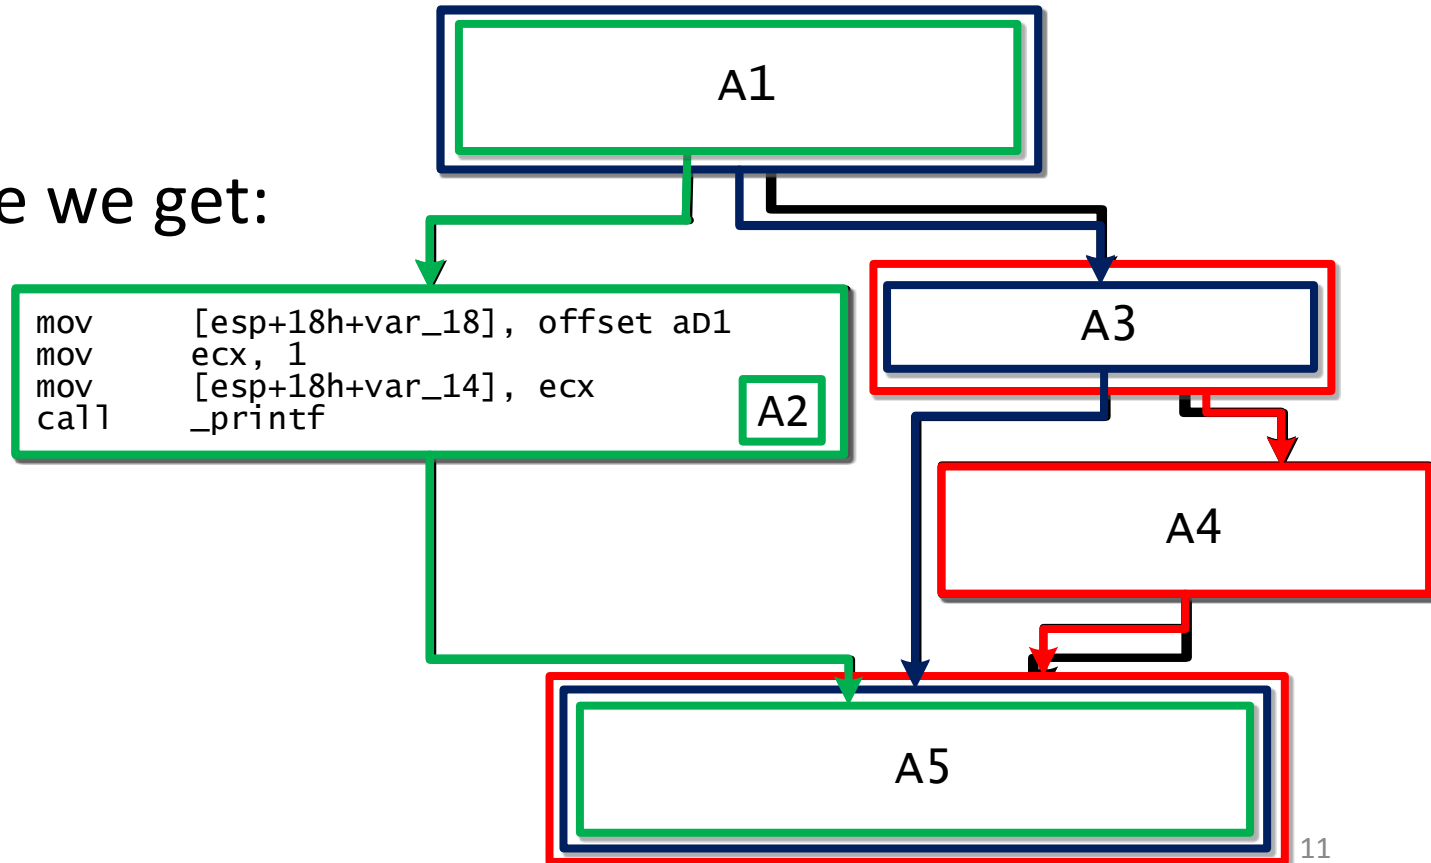 A1
e we get:
mov [esp+18h+var_18], offset aD1
mov ecx, 1
mov [esp+18h+var_14], ecx
call _printf
A2
A3
A4
A5
11